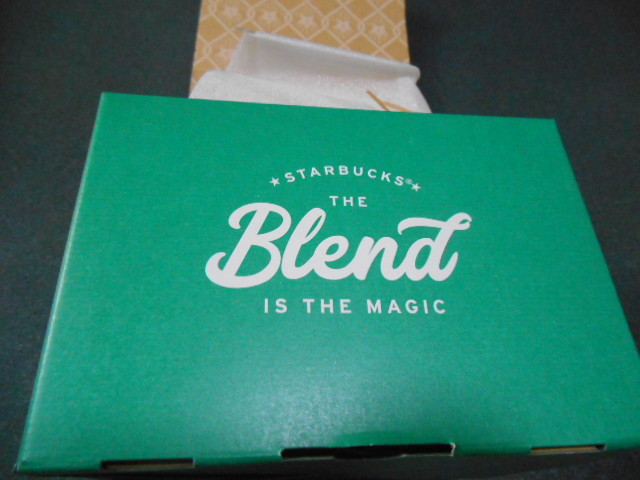 ★STARBUCKS®★
THE
Blend
IS THE MAGIC